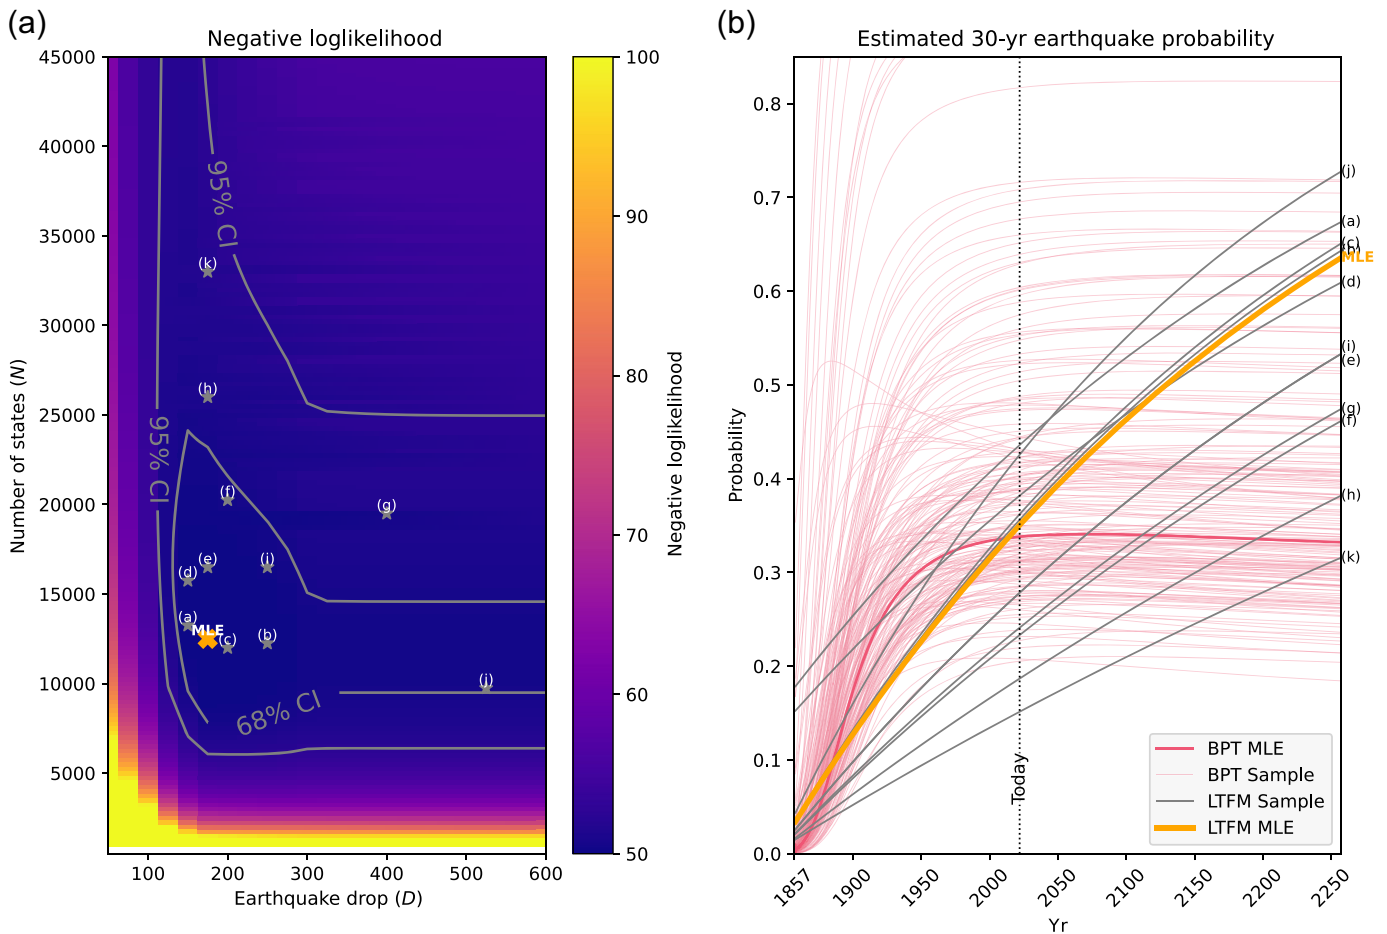 (a)
Negative loglikelihood
45000
40000
35000
30000
25000
20000
15000
10000
5000
Number of states (N)
100
200
300
400
500
600
Earthquake drop (D)
95% CI
95% CI
68% CI
(k)
(h)
(f)
(g)
(e)
(i)
(d)
(a)
MLE
(c)
(b)
(j)
100
90
80
70
60
50
Negative loglikelihood
(b)
Estimated 30-yr earthquake probability
0.8
0.7
0.6
0.5
0.4
0.3
0.2
0.1
0.0
Probability
1857
1900
1950
2000
2050
2100
2150
2200
2250
Yr
Today
(j)
(a)
(c)
(b)
MLE
(d)
(i)
(e)
(g)
(f)
(h)
(k)
BPT MLE
BPT Sample
LTFM Sample
LTFM MLE